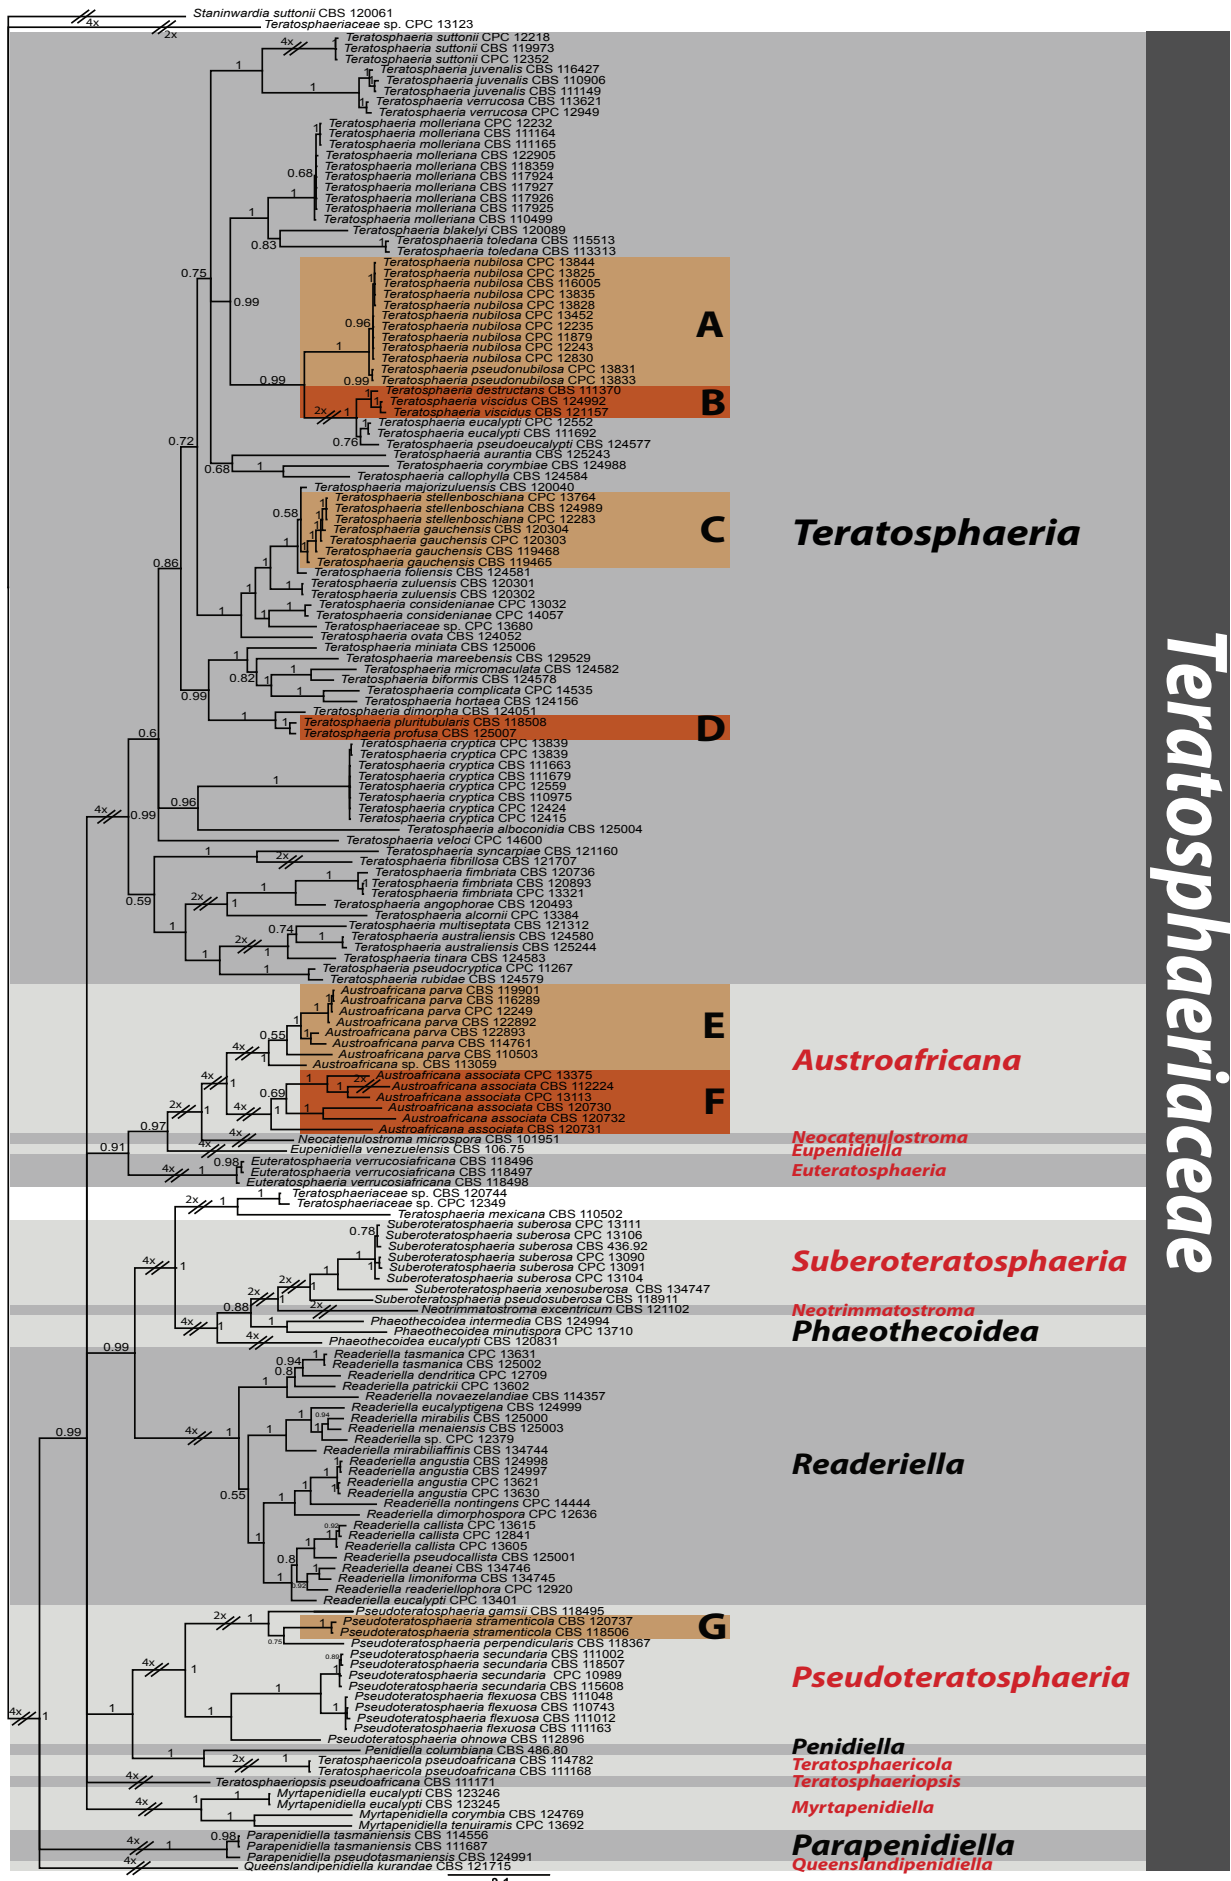 Staninwardia suttonii CBS 120061
4x
Teratosphaeriaceae sp. CPC 13123
2x
Teratosphaeria suttonii CPC 12218
Teratosphaeria suttonii CBS 119973
Teratosphaeria suttonii CPC 12352
Teratosphaeria juvenalis CBS 116427
Teratosphaeria juvenalis CBS 110906
Teratosphaeria juvenalis CBS 111149
Teratosphaeria verrucosa CBS 113621
Teratosphaeria verrucosa CPC 12949
Teratosphaeria molleriana CPC 12232
Teratosphaeria molleriana CBS 111164
Teratosphaeria molleriana CBS 111165
Teratosphaeria molleriana CBS 122905
Teratosphaeria molleriana CBS 118359
Teratosphaeria molleriana CBS 117924
Teratosphaeria molleriana CBS 117927
Teratosphaeria molleriana CBS 117926
Teratosphaeria molleriana CBS 117925
Teratosphaeria molleriana CBS 110499
Teratosphaeria blakelyi CBS 120089
Teratosphaeria toledana CBS 115513
Teratosphaeria toledana CBS 113313
Teratosphaeria nubilosa CPC 13844
Teratosphaeria nubilosa CPC 13825
Teratosphaeria nubilosa CBS 116005
Teratosphaeria nubilosa CPC 13835
Teratosphaeria nubilosa CPC 13828
Teratosphaeria nubilosa CPC 13452
Teratosphaeria nubilosa CPC 12235
Teratosphaeria nubilosa CPC 11879
Teratosphaeria nubilosa CPC 12243
Teratosphaeria nubilosa CPC 12830
Teratosphaeria pseudonubilosa CPC 13831
Teratosphaeria pseudonubilosa CPC 13833
A
Teratosphaeria destructans CBS 111370
Teratosphaeria viscidus CBS 124992
Teratosphaeria viscidus CBS 121157
B
Teratosphaeria eucalypti CPC 12552
Teratosphaeria eucalypti CBS 111692
Teratosphaeria pseudoeucalypti CBS 124577
Teratosphaeria aurantia CBS 125243
Teratosphaeria corymbiae CBS 124988
Teratosphaeria callophylla CBS 124584
Teratosphaeria majorizuluensis CBS 120040
Teratosphaeria stellenboschiana CPC 13764
Teratosphaeria stellenboschiana CBS 124989
Teratosphaeria stellenboschiana CPC 12283
Teratosphaeria gauchensis CBS 120304
Teratosphaeria gauchensis CPC 120303
Teratosphaeria gauchensis CBS 119468
Teratosphaeria gauchensis CBS 119465
C
Teratosphaeria
Teratosphaeria foliensis CBS 124581
Teratosphaeria zuluensis CBS 120301
Teratosphaeria zuluensis CBS 120302
Teratosphaeria considenianae CPC 13032
Teratosphaeria considenianae CPC 14057
Teratosphaeriaceae sp. CPC 13680
Teratosphaeria ovata CBS 124052
Teratosphaeria miniata CBS 125006
Teratosphaeria mareebensis CBS 129529
Teratosphaeria micromaculata CBS 124582
Teratosphaeria biformis CBS 124578
Teratosphaeria complicata CPC 14535
Teratosphaeria hortaea CBS 124156
Teratosphaeria dimorpha CBS 124051
Teratosphaeria pluritubularis CBS 118508
Teratosphaeria profusa CBS 125007
D
Teratosphaeria cryptica CPC 13839
Teratosphaeria cryptica CPC 13839
Teratosphaeria cryptica CBS 111663
Teratosphaeria cryptica CBS 111679
Teratosphaeria cryptica CPC 12559
Teratosphaeria cryptica CBS 110975
Teratosphaeria cryptica CPC 12424
Teratosphaeria cryptica CPC 12415
Teratosphaeria alboconidia CBS 125004
Teratosphaeria veloci CPC 14600
Teratosphaeria syncarpiae CBS 121160
Teratosphaeria fibrillosa CBS 121707
Teratosphaeria fimbriata CBS 120736
Teratosphaeria fimbriata CBS 120893
Teratosphaeria fimbriata CPC 13321
Teratosphaeria angophorae CBS 120493
Teratosphaeria alcornii CPC 13384
Teratosphaeria multiseptata CBS 121312
Teratosphaeria australiensis CBS 124580
Teratosphaeria australiensis CBS 125244
Teratosphaeria tinara CBS 124583
Teratosphaeria pseudocryptica CPC 11267
Teratosphaeria rubidae CBS 124579
Austroafricana parva CBS 119901
Austroafricana parva CBS 116289
Austroafricana parva CPC 12249
Austroafricana parva CBS 122892
Austroafricana parva CBS 122893
Austroafricana parva CBS 114761
Austroafricana parva CBS 110503
Austroafricana sp. CBS 113059
E
Austroafricana
Austroafricana associata CPC 13375
Austroafricana associata CBS 112224
Austroafricana associata CPC 13113
Austroafricana associata CBS 120730
Austroafricana associata CBS 120732
Austroafricana associata CBS 120731
F
Neocatenulostroma microspora CBS 101951
Neocatenulostroma
Eupenidiella venezuelensis CBS 106.75
Eupenidiella
Euteratosphaeria verrucosiafricana CBS 118496
Euteratosphaeria verrucosiafricana CBS 118497
Euteratosphaeria verrucosiafricana CBS 118498
Euteratosphaeria
Teratosphaeriaceae sp. CBS 120744
Teratosphaeriaceae sp. CPC 12349
Teratosphaeria mexicana CBS 110502
Suberoteratosphaeria suberosa CPC 13111
Suberoteratosphaeria suberosa CPC 13106
Suberoteratosphaeria suberosa CBS 436.92
Suberoteratosphaeria suberosa CPC 13090
Suberoteratosphaeria suberosa CPC 13091
Suberoteratosphaeria suberosa CPC 13104
Suberoteratosphaeria xenosuberosa CBS 134747
Suberoteratosphaeria pseudosuberosa CBS 118911
Suberoteratosphaeria
Neotrimmatostroma excentricum CBS 121102
Neotrimmatostroma
Phaeothecoidea intermedia CBS 124994
Phaeothecoidea minutispora CPC 13710
Phaeothecoidea eucalypti CBS 120831
Phaeothecoidea
Readeriella tasmanica CPC 13631
Readeriella tasmanica CBS 125002
Readeriella dendritica CPC 12709
Readeriella patrickii CPC 13602
Readeriella novaezelandiae CBS 114357
Readeriella eucalyptigena CBS 124999
Readeriella mirabilis CBS 125000
Readeriella menaiensis CBS 125003
Readeriella sp. CPC 12379
Readeriella mirabiliaffinis CBS 134744
Readeriella angustia CBS 124998
Readeriella angustia CBS 124997
Readeriella angustia CPC 13621
Readeriella angustia CPC 13630
Readeriella nontingens CPC 14444
Readeriella dimorphospora CPC 12636
Readeriella callista CPC 13615
Readeriella callista CPC 12841
Readeriella callista CPC 13605
Readeriella pseudocallista CBS 125001
Readeriella deanei CBS 134746
Readeriella limoniforma CBS 134745
Readeriella readeriellophora CPC 12920
Readeriella eucalypti CPC 13401
Readeriella
Pseudoteratosphaeria gamsii CBS 118495
Pseudoteratosphaeria stramenticola CBS 120737
Pseudoteratosphaeria stramenticola CBS 118506
G
Pseudoteratosphaeria perpendicularis CBS 118367
Pseudoteratosphaeria secundaria CBS 111002
Pseudoteratosphaeria secundaria CBS 118507
Pseudoteratosphaeria secundaria CPC 10989
Pseudoteratosphaeria secundaria CBS 115608
Pseudoteratosphaeria flexuosa CBS 111048
Pseudoteratosphaeria flexuosa CBS 110743
Pseudoteratosphaeria flexuosa CBS 111012
Pseudoteratosphaeria flexuosa CBS 111163
Pseudoteratosphaeria ohnowa CBS 112896
Pseudoteratosphaeria
Penidiella columbiana CBS 486.80
Penidiella
Teratosphaericola pseudoafricana CBS 114782
Teratosphaericola pseudoafricana CBS 111168
Teratosphaericola
Teratosphaeriopsis pseudoafricana CBS 111171
Teratosphaeriopsis
Myrtapenidiella eucalypti CBS 123246
Myrtapenidiella eucalypti CBS 123245
Myrtapenidiella corymbia CBS 124769
Myrtapenidiella tenuiramis CPC 13692
Myrtapenidiella
Parapenidiella tasmaniensis CBS 114556
Parapenidiella tasmaniensis CBS 111687
Parapenidiella pseudotasmaniensis CBS 124991
Parapenidiella
Queenslandipenidiella kurandae CBS 121715
Queenslandipenidiella
Teratosphaeriaceae